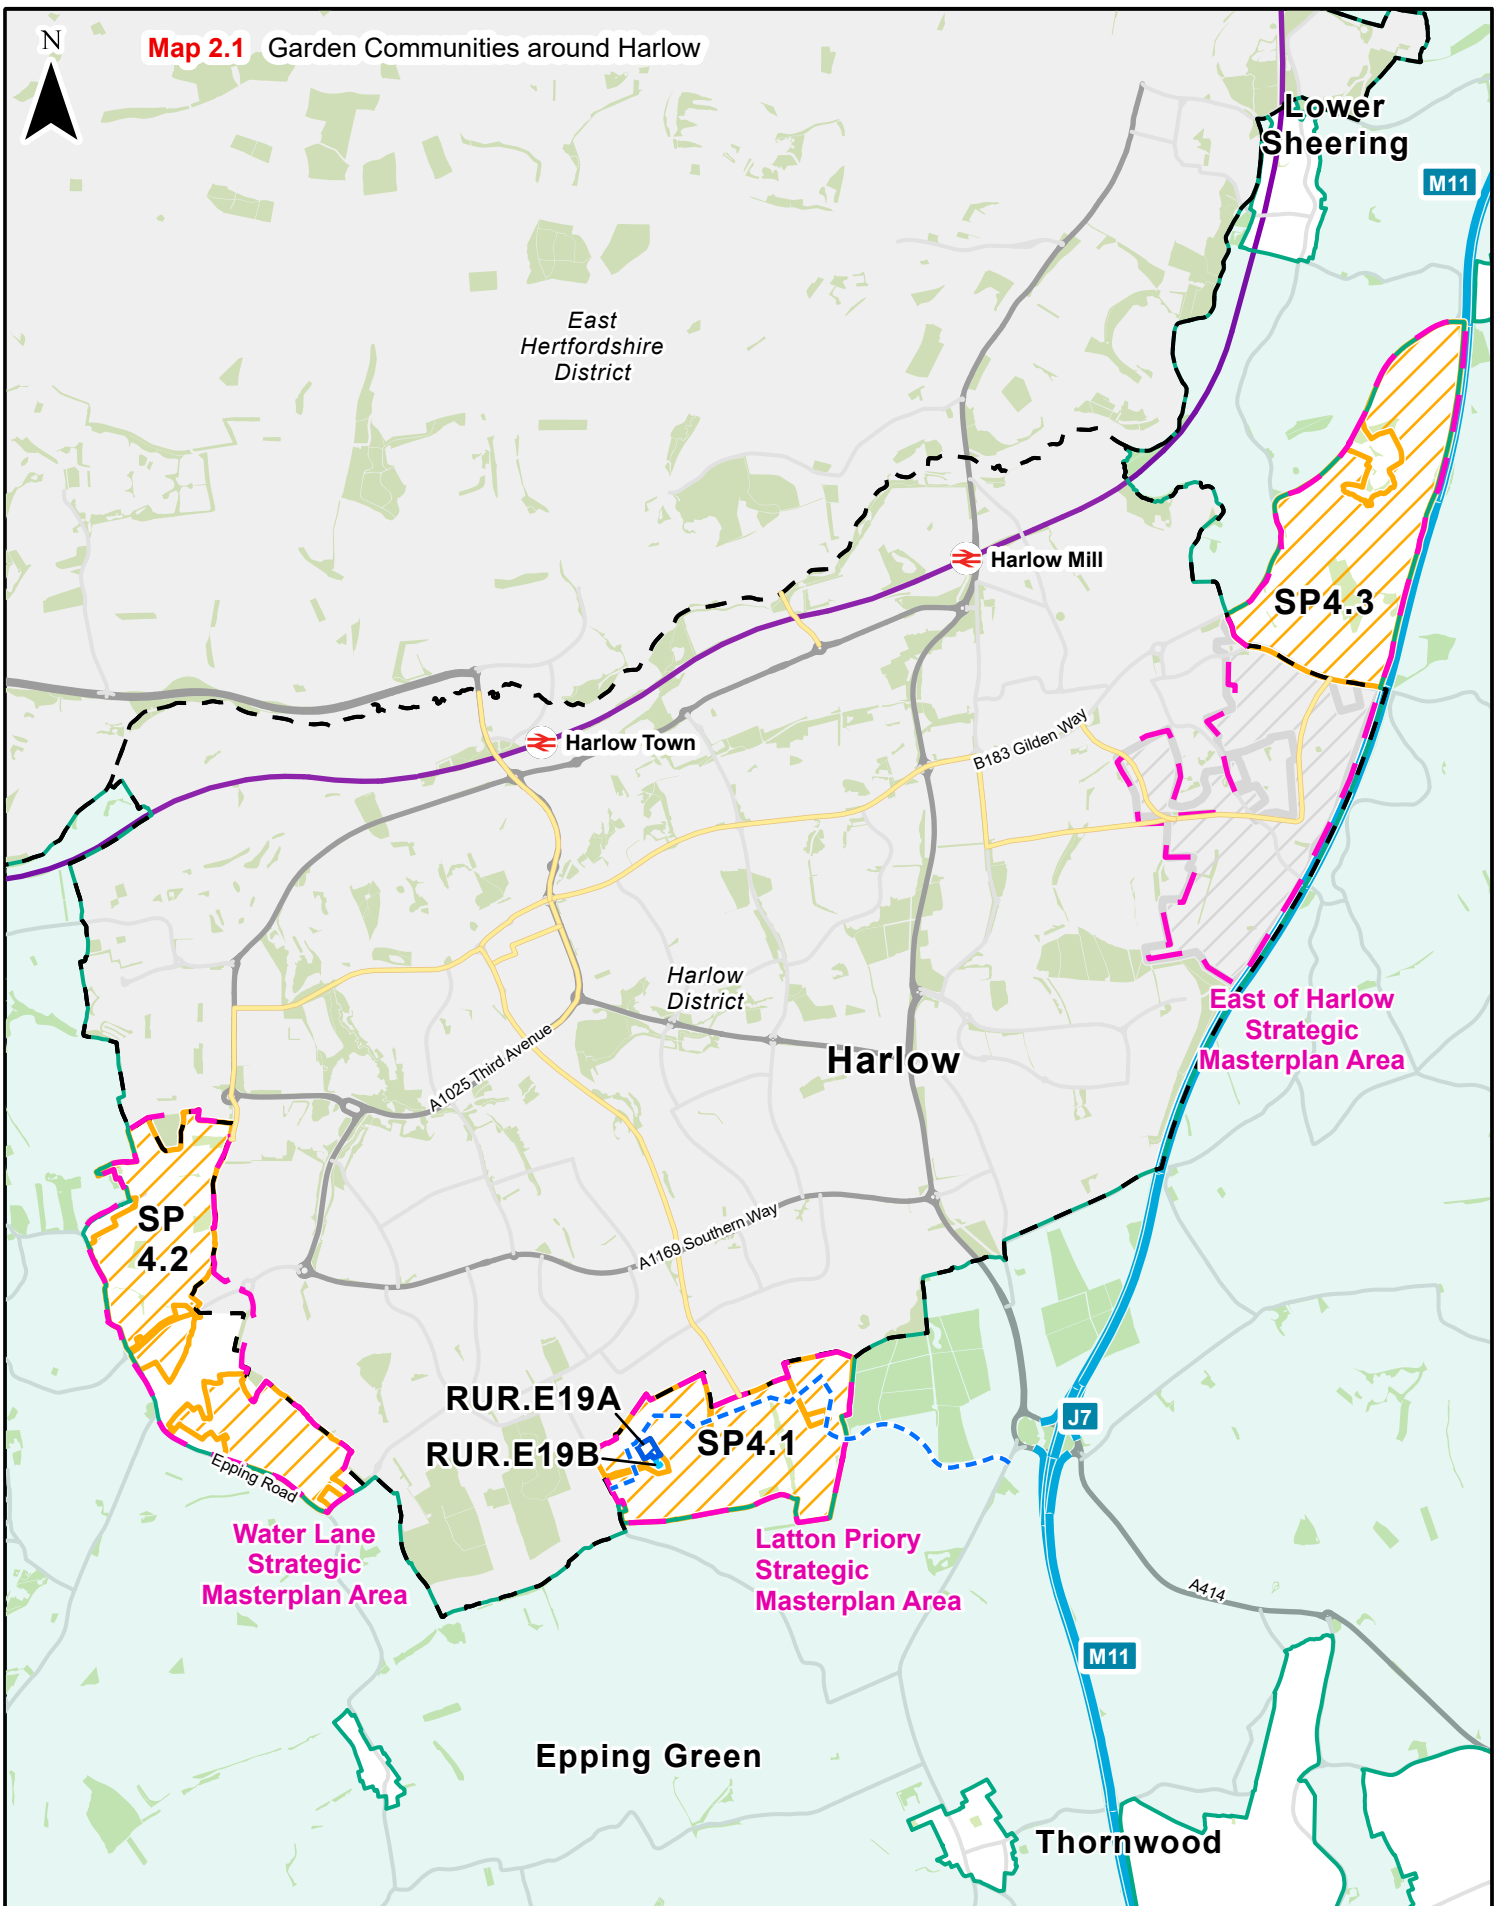 N
Map 2.1 Garden Communities around Harlow
Lower
Sheering
M11
East
Hertfordshire
District
Harlow Mill
SP4.3
Harlow Town
B183 Gilden Way
Harlow
District
East of Harlow
Strategic
Masterplan Area
Harlow
A1025 Third Avenue
SP
4.2
A1169 Southern Way
RUR.E19A
J7
SP4.1
RUR.E19B
Epping Road
Water Lane
Strategic
Masterplan Area
Latton Priory
Strategic
Masterplan Area
A414
M11
Epping Green
Thornwood